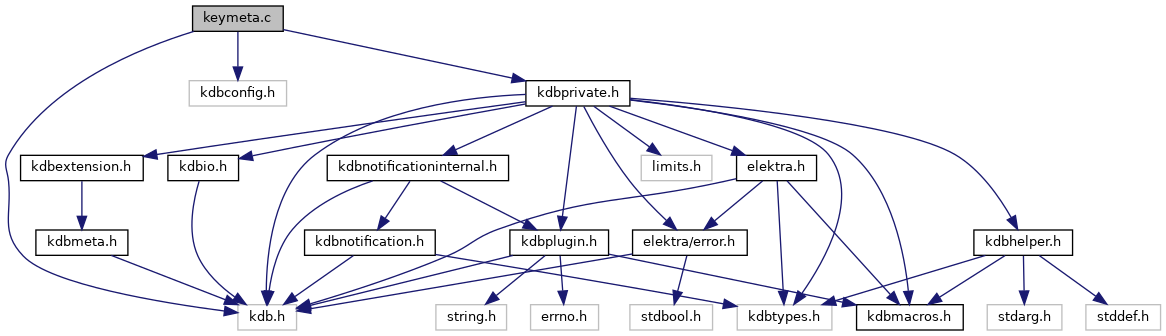 keymeta.c
kdbconfig.h
kdbprivate.h
kdbextension.h
kdbio.h
kdbnotificationinternal.h
limits.h
elektra.h
kdbmeta.h
kdbnotification.h
kdbplugin.h
elektra/error.h
kdbhelper.h
kdb.h
string.h
errno.h
stdbool.h
kdbtypes.h
kdbmacros.h
stdarg.h
stddef.h